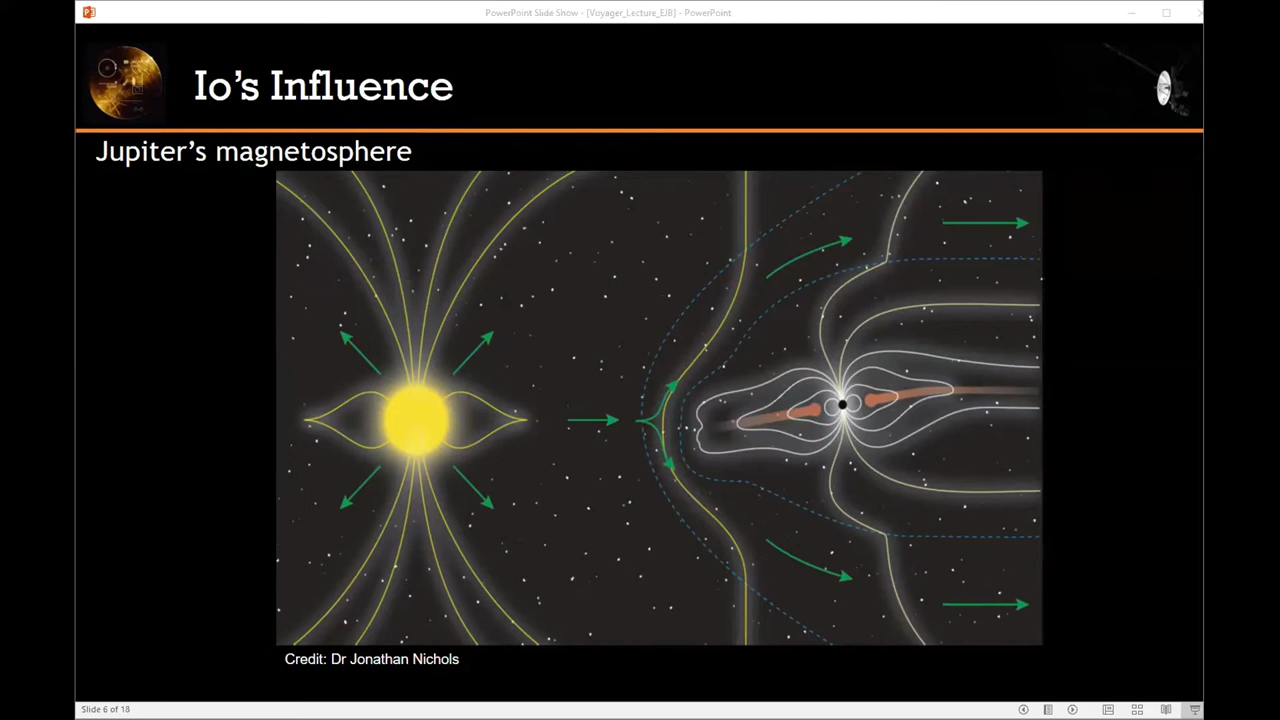 PowerPoint Slide Show - [Voyager_Lecture_EJB] - PowerPoint
Io's Influence
Jupiter's magnetosphere
Credit: Dr Jonathan Nichols
Slide 6 of 18